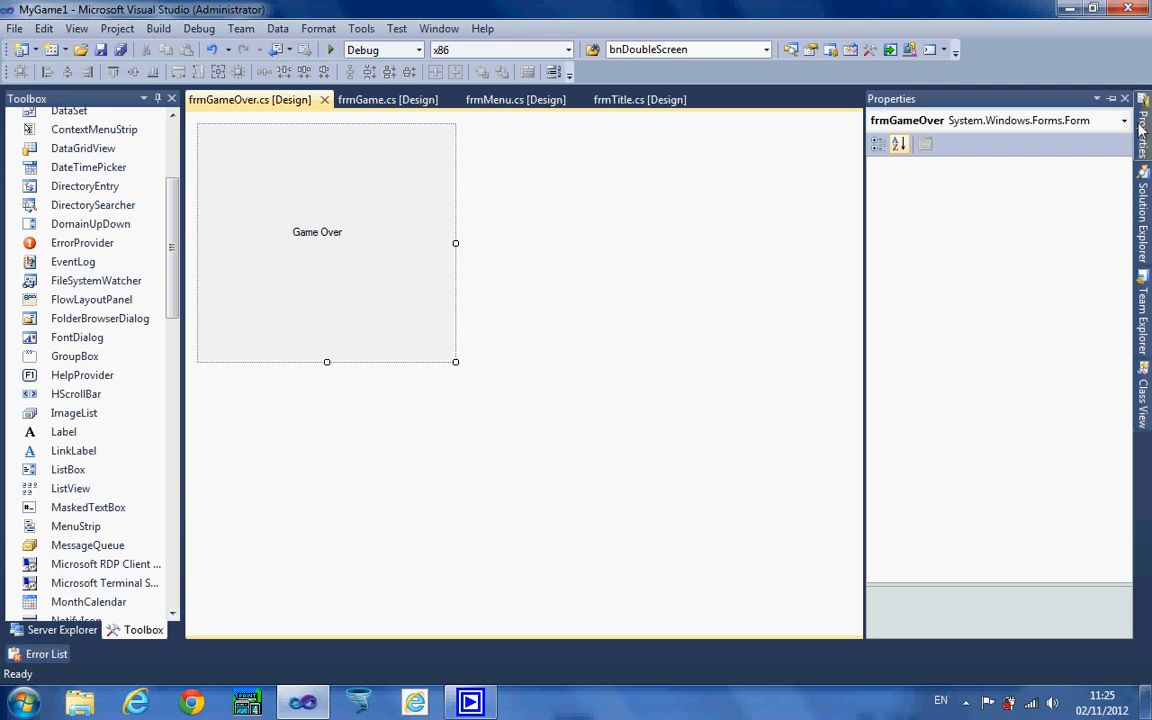 MyGame1 - Microsoft Visual Studio (Administrator)
File Edit View Project Build Debug Team Data Format Tools Test Window Help
Debug x86 bnDoubleScreen
Toolbox
frmGameOver.cs [Design] frmGame.cs [Design] frmMenu.cs [Design] frmTitle.cs [Design]
Properties
DataSet
ContextMenuStrip
DataGridView
DateTimePicker
DirectoryEntry
DirectorySearcher
DomainUpDown
ErrorProvider
EventLog
FileSystemWatcher
FlowLayoutPanel
FolderBrowserDialog
FontDialog
GroupBox
HelpProvider
HScrollBar
ImageList
Label
LinkLabel
ListBox
ListView
MaskedTextBox
MenuStrip
MessageQueue
Microsoft RDP Client ...
Microsoft Terminal S...
MonthCalendar
NotifyIcon
Server Explorer Toolbox
Game Over
frmGameOver System.Windows.Forms.Form
Properties
Solution Explorer
Team Explorer
Class View
Error List
Ready
EN
11:25
02/11/2012